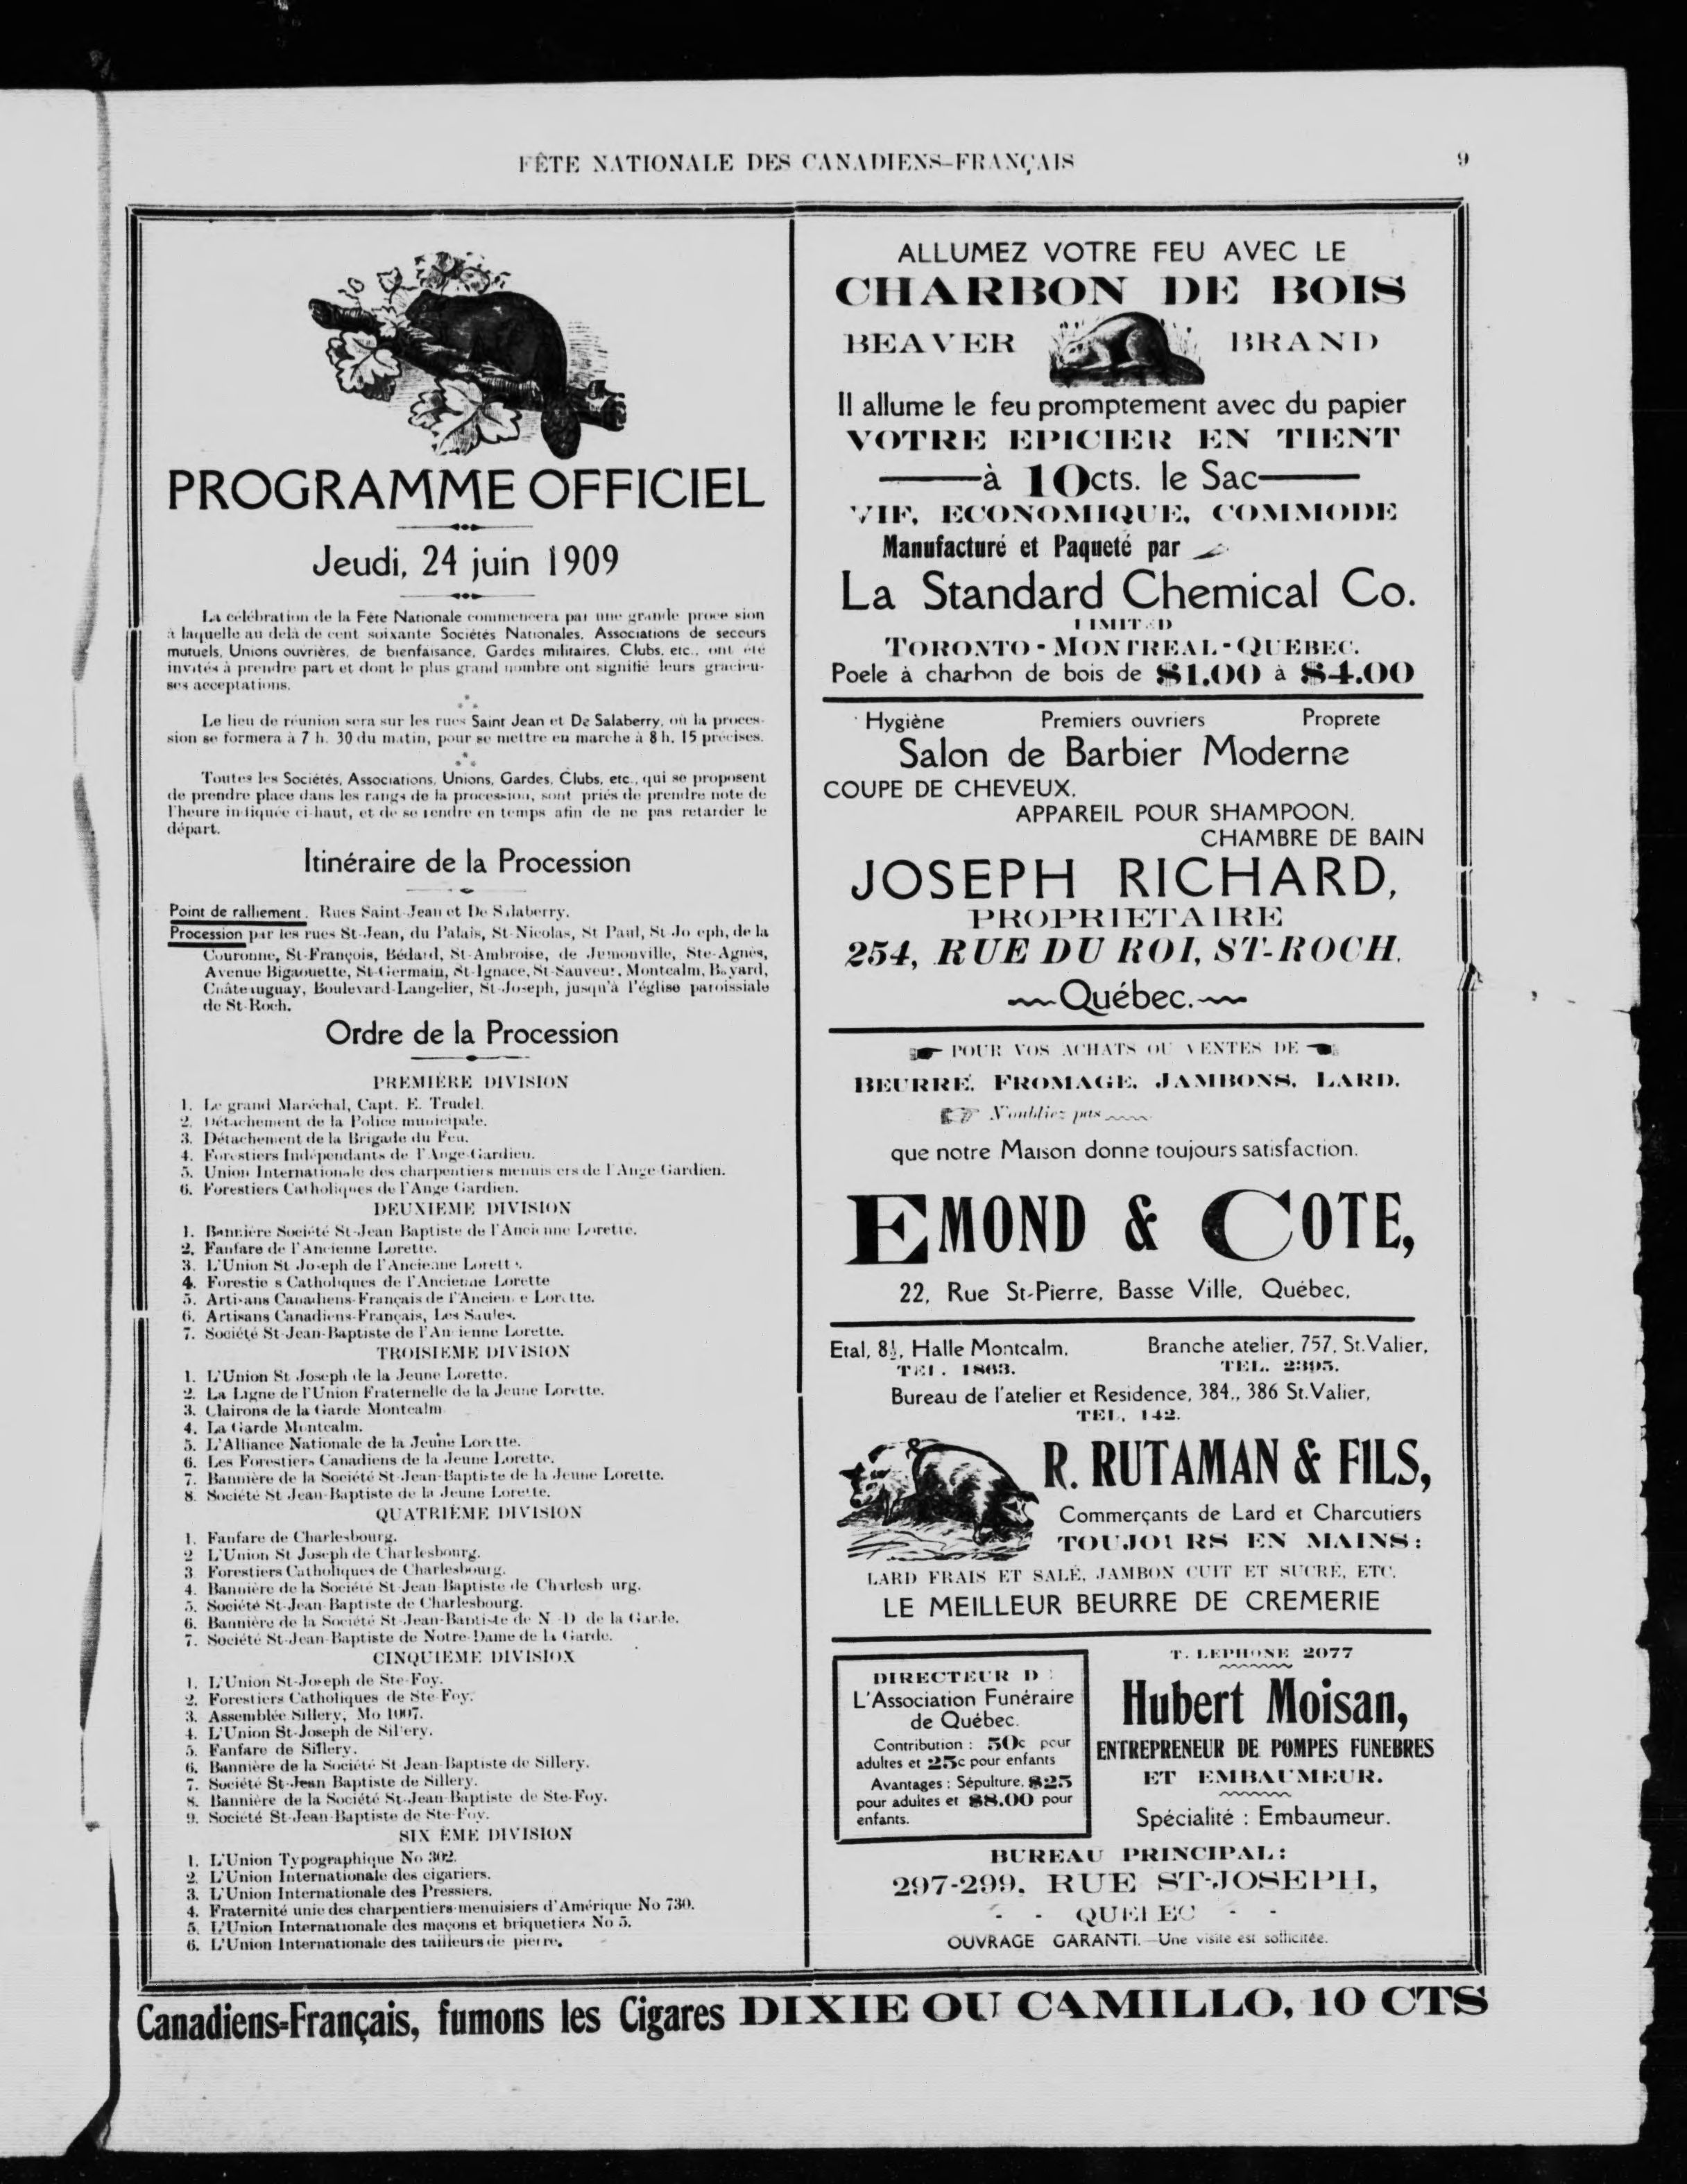 FÊTE NATIONALE DES CANADIENS-FRANÇAIS
9
PROGRAMME OFFICIEL
Jeudi, 24 juin 1909
La célébration de la Fête Nationale commencera par une grande proce sion
à laquelle au delà de cent soixante Sociétés Nationales, Associations de secours
mutuels, Unions ouvrières, de bienfaisance, Gardes militaires, Clubs, etc., ont été
invités à prendre part et dont le plus grand nombre ont signifié leurs gracieu-
ses acceptations.
Le lieu de réunion sera sur les rues Saint Jean et De Salaberry, où la proces-
sion se formera à 7 h. 30 du matin, pour se mettre en marche à 8 h. 15 précises.
Toutes les Sociétés, Associations, Unions, Gardes, Clubs, etc., qui se proposent
de prendre place dans les rangs de la procession, sont priés de prendre note de
l'heure indiquée ci-haut, et de se rendre en temps afin de ne pas retarder le
départ.
Itinéraire de la Procession
Point de ralliement. Rues Saint-Jean et De Salaberry.
Procession par les rues St-Jean, du Palais, St-Nicolas, St Paul, St-Jo eph, de la
Couronne, St-François, Bédard, St-Ambroise, de Jumonville, Ste-Agnès,
Avenue Bigaouette, St-Germain, St-Ignace, St-Sauveur, Montcalm, Bayard,
Châteauguay, Boulevard-Langelier, St-Joseph, jusqu'à l'église paroissiale
de St-Roch.
Ordre de la Procession
PREMIÈRE DIVISION
1. Le grand Maréchal, Capt. E. Trudel.
2. Détachement de la Police municipale.
3. Détachement de la Brigade du Feu.
4. Forestiers Indépendants de l'Ange-Gardien.
5. Union Internationale des charpentiers menuis ers de l'Ange-Gardien.
6. Forestiers Catholiques de l'Ange Gardien.
DEUXIEME DIVISION
1. Bannière Société St-Jean Baptiste de l'Ancienne Lorette.
2. Fanfare de l'Ancienne Lorette.
3. L'Union St Joseph de l'Ancienne Lorette.
4. Forestie s Catholiques de l'Ancienne Lorette
5. Artisans Canadiens-Français de l'Ancien e Lorette.
6. Artisans Canadiens-Français, Les Saules.
7. Société St-Jean-Baptiste de l'An ienne Lorette.
TROISIEME DIVISION
1. L'Union St Joseph de la Jeune Lorette.
2. La Ligne de l'Union Fraternelle de la Jeune Lorette.
3. Clairons de la Garde Montcalm
4. La Garde Montcalm.
5. L'Alliance Nationale de la Jeune Lorette.
6. Les Forestiers Canadiens de la Jeune Lorette.
7. Bannière de la Société St-Jean-Baptiste de la Jeune Lorette.
8. Société St Jean-Baptiste de la Jeune Lorette.
QUATRIÈME DIVISION
1. Fanfare de Charlesbourg.
2 L'Union St Joseph de Charlesbourg.
3 Forestiers Catholiques de Charlesbourg.
4. Bannière de la Société St-Jean Baptiste de Charlesb urg.
5. Société St-Jean Baptiste de Charlesbourg.
6. Bannière de la Société St-Jean-Baptiste de N -D de la Garde.
7. Société St-Jean-Baptiste de Notre-Dame de la Garde.
CINQUIEME DIVISION
1. L'Union St-Joseph de Ste-Foy.
2. Forestiers Catholiques de Ste Foy.
3. Assemblée Sillery, Mo 1007.
4. L'Union St-Joseph de Sillery.
5. Fanfare de Sillery.
6. Bannière de la Société St Jean-Baptiste de Sillery.
7. Société St-Jean Baptiste de Sillery.
8. Bannière de la Société St-Jean-Baptiste de Ste-Foy.
9. Société St-Jean-Baptiste de Ste-Foy.
SIX ÈME DIVISION
1. L'Union Typographique No 302.
2. L'Union Internationale des cigariers.
3. L'Union Internationale des Pressiers.
4. Fraternité unie des charpentiers-menuisiers d'Amérique No 730.
5. L'Union Internationale des maçons et briquetiers No 5.
6. L'Union Internationale des tailleurs de pierre.
ALLUMEZ VOTRE FEU AVEC LE
CHARBON DE BOIS
BEAVER BRAND
Il allume le feu promptement avec du papier
VOTRE EPICIER EN TIENT
à 10cts. le Sac
VIF, ECONOMIQUE, COMMODE
Manufacturé et Paqueté par
La Standard Chemical Co.
LIMITED
TORONTO - MONTREAL - QUEBEC.
Poele à charbon de bois de $1.00 à $4.00
Hygiène Premiers ouvriers Proprete
Salon de Barbier Moderne
COUPE DE CHEVEUX.
APPAREIL POUR SHAMPOON.
CHAMBRE DE BAIN
JOSEPH RICHARD,
PROPRIETAIRE
254, RUE DU ROI, ST-ROCH.
Québec.
POUR VOS ACHATS OU VENTES DE
BEURRE, FROMAGE, JAMBONS, LARD.
N'oubliez pas
que notre Maison donne toujours satisfaction.
EMOND & COTE,
22, Rue St-Pierre, Basse Ville, Québec.
Etal, 8½, Halle Montcalm. Branche atelier, 757, St.Valier,
TEL. 1863. TEL. 2395.
Bureau de l'atelier et Residence, 384,, 386 St.Valier,
TEL. 142.
R. RUTAMAN & FILS,
Commerçants de Lard et Charcutiers
TOUJOURS EN MAINS:
LARD FRAIS ET SALÉ, JAMBON CUIT ET SUCRÉ, ETC.
LE MEILLEUR BEURRE DE CREMERIE
DIRECTEUR D :
L'Association Funéraire
de Québec.
Contribution : 50c pour
adultes et 25c pour enfants
Avantages : Sépulture, $25
pour adultes et $8.00 pour
enfants.
T. LEPHONE 2077
Hubert Moisan,
ENTREPRENEUR DE POMPES FUNEBRES
ET EMBAUMEUR.
Spécialité : Embaumeur.
BUREAU PRINCIPAL:
297-299, RUE ST-JOSEPH,
- - QUEBEC - -
OUVRAGE GARANTI.—Une visite est sollicitée.
Canadiens-Français, fumons les Cigares DIXIE OU CAMILLO, 10 CTS